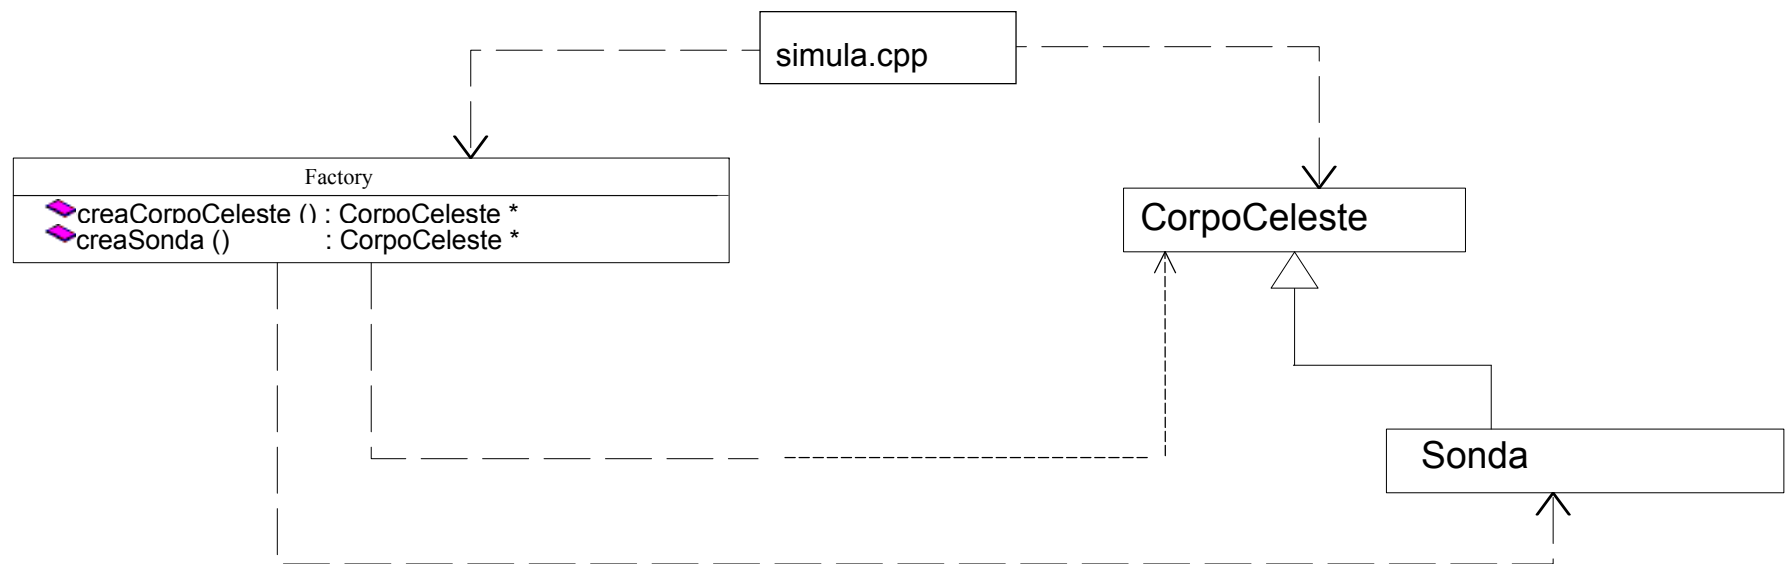 simula.cpp
Factory
creaCorpoCeleste () : CorpoCeleste *
creaSonda () : CorpoCeleste *
CorpoCeleste
Sonda